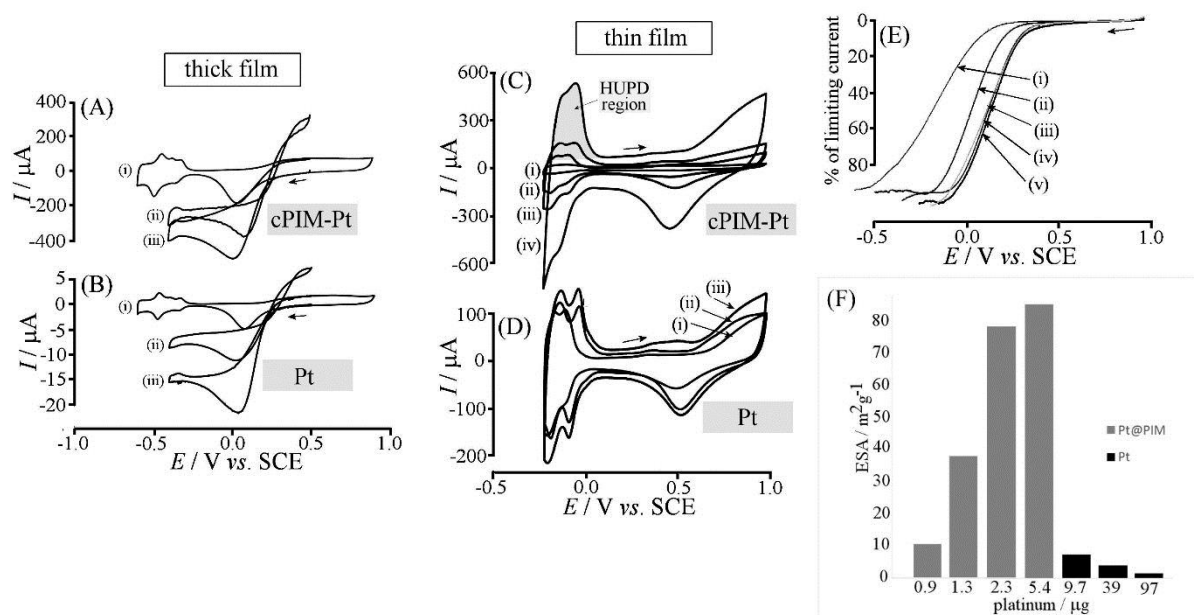 thick film
(A)
400
200
0
-200
-400
I / µA
(i)
(ii)
(iii)
cPIM-Pt
(B)
5
0
-5
-10
-15
-20
I / µA
(i)
(ii)
(iii)
Pt
-1.0 -0.5 0.0 0.5 1.0
E / V vs. SCE
thin film
(C)
600
300
0
-300
-600
I / µA
HUPD
region
(i)
(ii)
(iii)
(iv)
cPIM-Pt
(D)
100
0
-100
-200
I / µA
(iii)
(ii)
(i)
Pt
-0.5 0.0 0.5 1.0
E / V vs. SCE
(E)
0
20
40
60
80
% of limiting current
(i)
(ii)
(iii)
(iv)
(v)
-0.5 0.0 0.5 1.0
E / V vs. SCE
(F)
80
70
60
50
40
30
20
10
0
ESA / m²g-1
Pt@PIM
Pt
0.9 1.3 2.3 5.4 9.7 39 97
platinum / µg